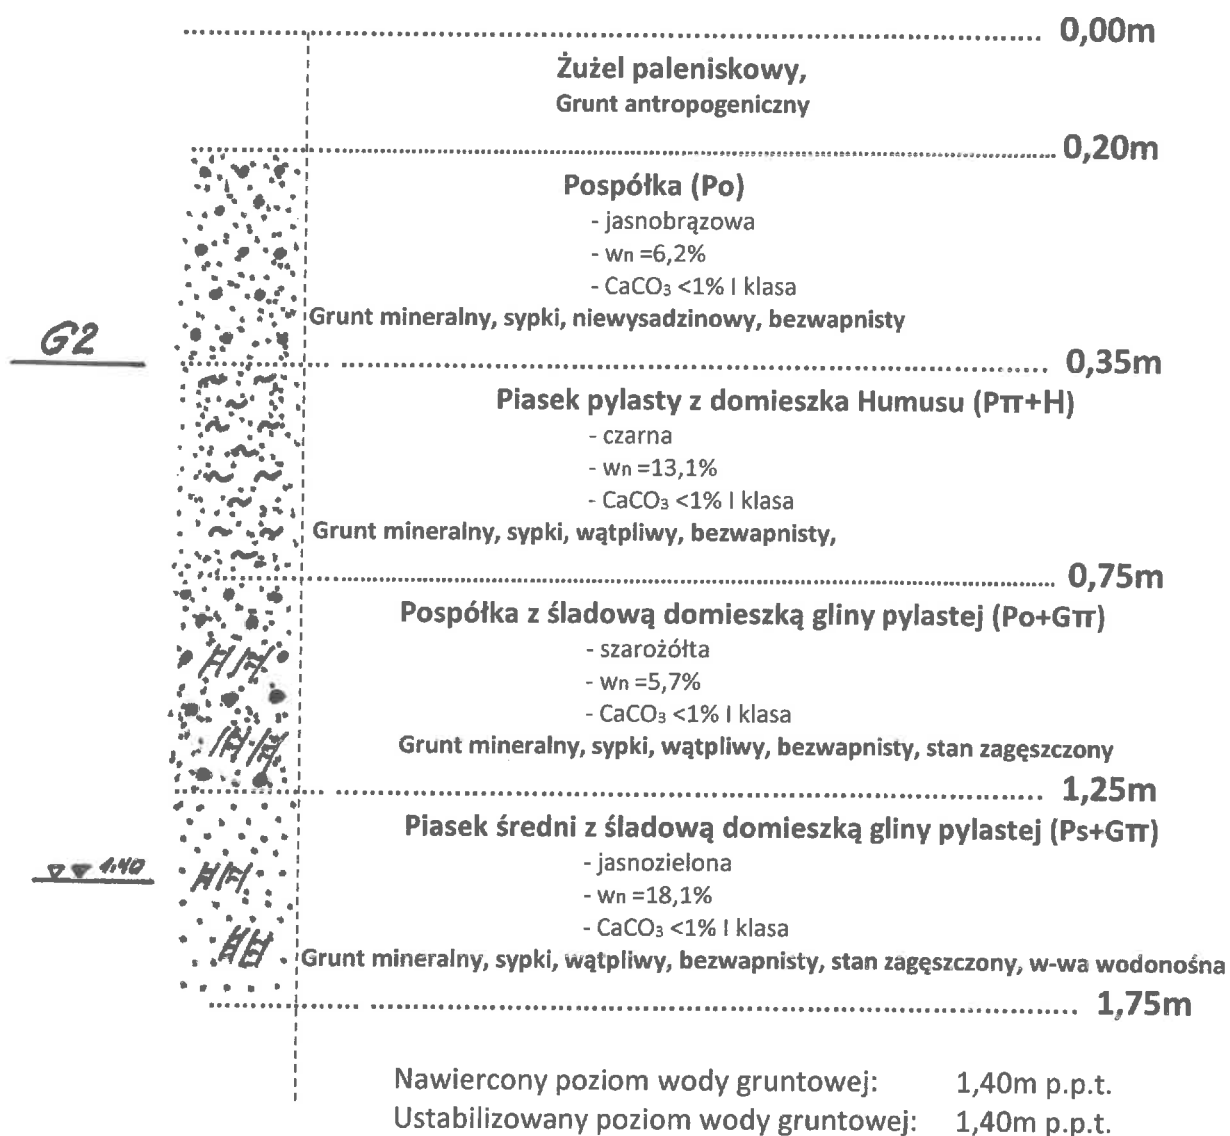 0,00m
Żużel paleniskowy,
Grunt antropogeniczny
0,20m
Pospółka (Po)
- jasnobrązowa
- wn =6,2%
- CaCO₃ <1% I klasa
Grunt mineralny, sypki, niewysadzinowy, bezwapnisty
G2
0,35m
Piasek pylasty z domieszka Humusu (Pπ+H)
- czarna
- wn =13,1%
- CaCO₃ <1% I klasa
Grunt mineralny, sypki, wątpliwy, bezwapnisty,
0,75m
Pospółka z śladową domieszką gliny pylastej (Po+Gπ)
- szarożółta
- wn =5,7%
- CaCO₃ <1% I klasa
Grunt mineralny, sypki, wątpliwy, bezwapnisty, stan zagęszczony
1,25m
Piasek średni z śladową domieszką gliny pylastej (Ps+Gπ)
- jasnozielona
1.40
- wn =18,1%
- CaCO₃ <1% I klasa
Grunt mineralny, sypki, wątpliwy, bezwapnisty, stan zagęszczony, w-wa wodonośna
1,75m
Nawiercony poziom wody gruntowej: 1,40m p.p.t.
Ustabilizowany poziom wody gruntowej: 1,40m p.p.t.